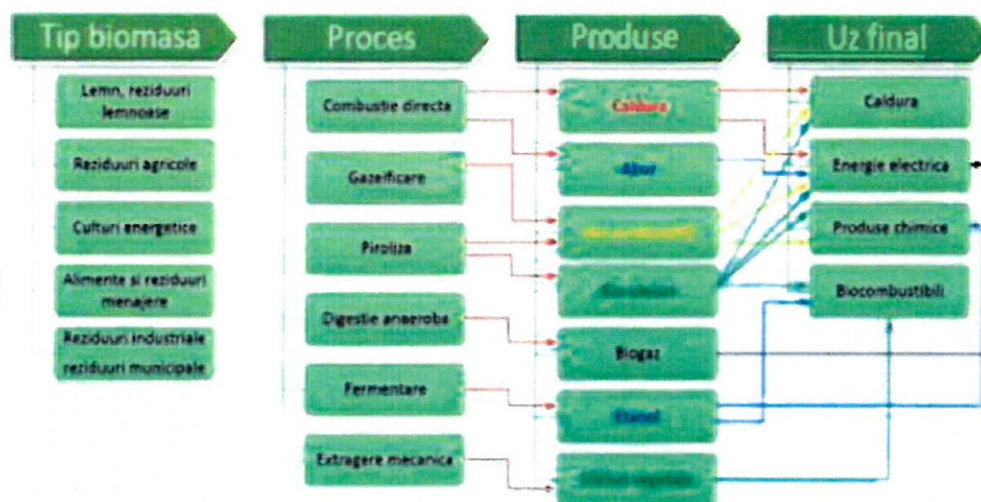 Tip biomasa
Proces
Produse
Uz final
Lemn, reziduuri
lemnoase
Reziduuri agricole
Culturi energetice
Alimente si reziduuri
menajere
Reziduuri industriale
reziduuri municipale
Combustie directa
Gazeificare
Piroliza
Digestie anaeroba
Fermentare
Extragere mecanica
Caldura
Abur
Biogaz
Etanol
Caldura
Energie electrica
Produse chimice
Biocombustibili